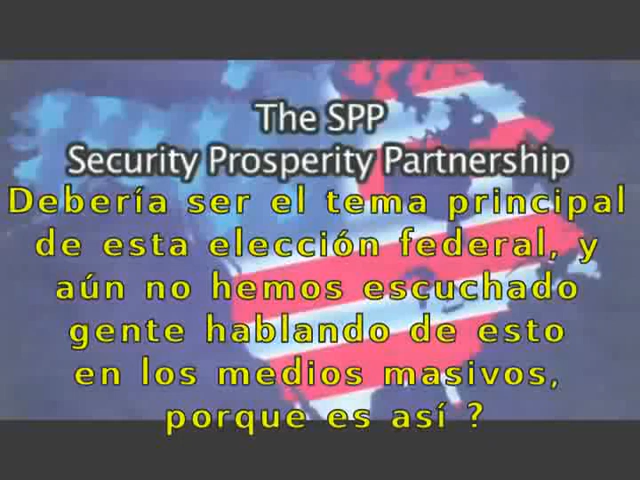 The SPP
Security Prosperity Partnership
Debería ser el tema principal
de esta elección federal, y
aún no hemos escuchado
gente hablando de esto
en los medios masivos,
porque es así ?